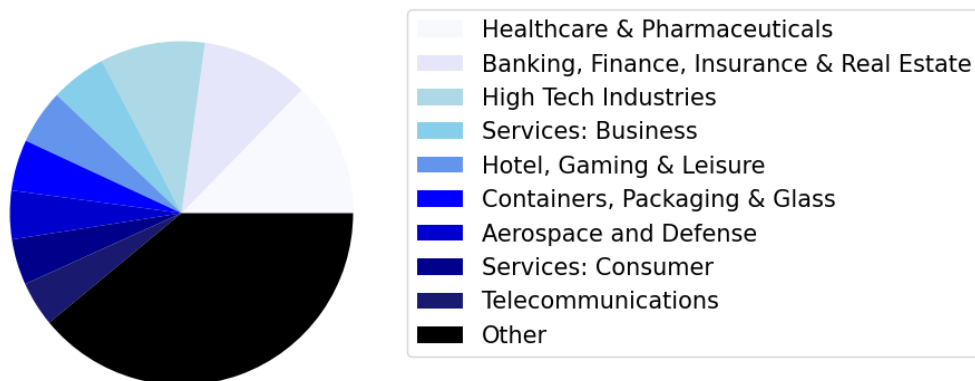 Healthcare & Pharmaceuticals
Banking, Finance, Insurance & Real Estate
High Tech Industries
Services: Business
Hotel, Gaming & Leisure
Containers, Packaging & Glass
Aerospace and Defense
Services: Consumer
Telecommunications
Other